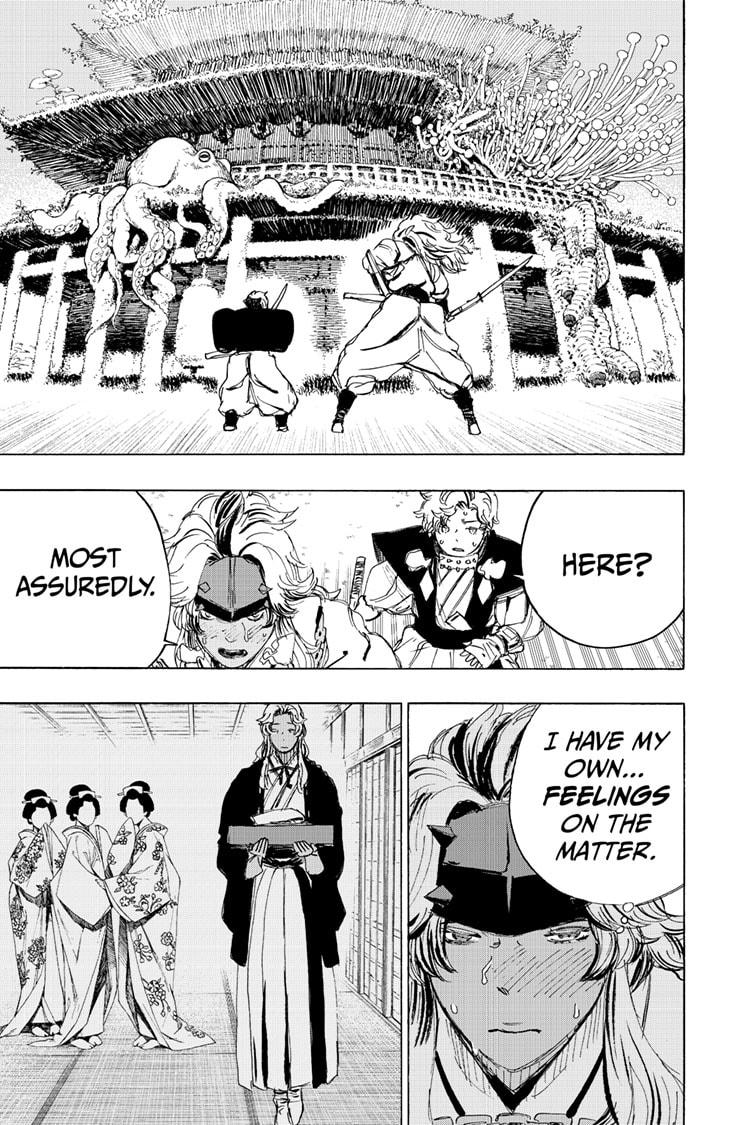 HERE?
MOST
ASSUREDLY.
I HAVE MY
OWN...
FEELINGS
ON THE
MATTER.